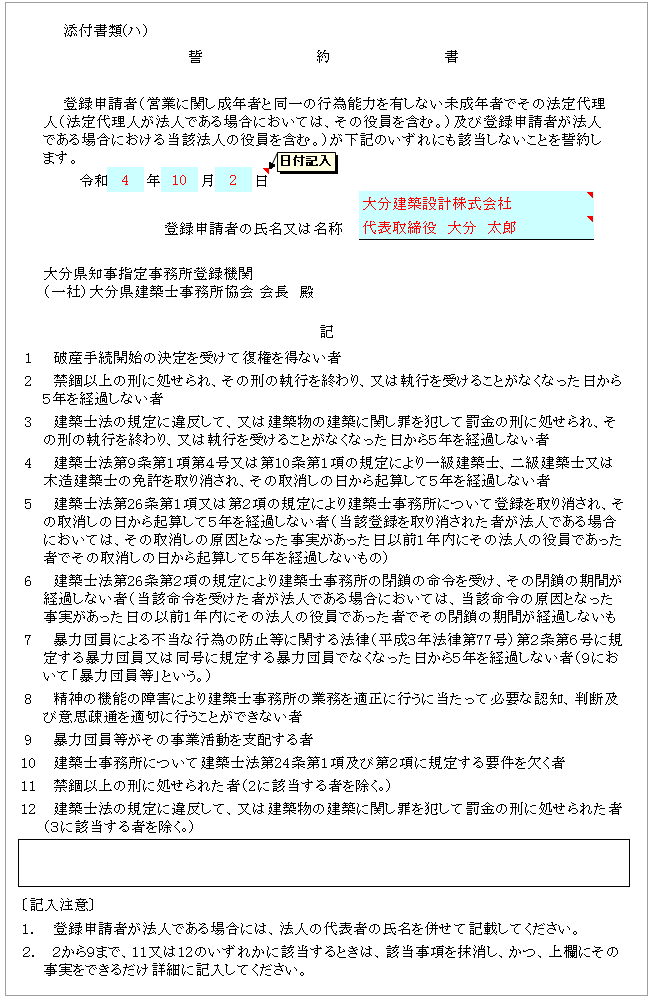 添付書類(ハ)
誓　約　書
登録申請者(営業に関し成年者と同一の行為能力を有しない未成年者でその法定代理
人(法定代理人が法人である場合においては、その役員を含む。)及び登録申請者が法人
である場合における当該法人の役員を含む。)が下記のいずれにも該当しないことを誓約し
ます。
日付記入
令和 4 年 10 月 2 日
大分建築設計株式会社
登録申請者の氏名又は名称 代表取締役　大分　太郎
大分県知事指定事務所登録機関
(一社)大分県建築士事務所協会 会長　殿
記
1　破産手続開始の決定を受けて復権を得ない者
2　禁錮以上の刑に処せられ、その刑の執行を終わり、又は執行を受けることがなくなった日から
5年を経過しない者
3　建築士法の規定に違反して、又は建築物の建築に関し罪を犯して罰金の刑に処せられ、そ
の刑の執行を終わり、又は執行を受けることがなくなった日から5年を経過しない者
4　建築士法第9条第1項第4号又は第10条第1項の規定により一級建築士、二級建築士又は
木造建築士の免許を取り消され、その取消しの日から起算して5年を経過しない者
5　建築士法第26条第1項又は第2項の規定により建築士事務所について登録を取り消され、そ
の取消しの日から起算して5年を経過しない者(当該登録を取り消された者が法人である場合
においては、その取消しの原因となった事実があった日以前1年内にその法人の役員であった
者でその取消しの日から起算して5年を経過しないもの)
6　建築士法第26条第2項の規定により建築士事務所の閉鎖の命令を受け、その閉鎖の期間が
経過しない者(当該命令を受けた者が法人である場合においては、当該命令の原因となった
事実があった日の以前1年内にその法人の役員であった者でその閉鎖の期間が経過しないも
7　暴力団員による不当な行為の防止等に関する法律(平成3年法律第77号)第2条第6号に規
定する暴力団員又は同号に規定する暴力団員でなくなった日から5年を経過しない者(9におい
て「暴力団員等」という。)
8　精神の機能の障害により建築士事務所の業務を適正に行うに当たって必要な認知、判断及
び意思疎通を適切に行うことができない者
9　暴力団員等がその事業活動を支配する者
10　建築士事務所について建築士法第24条第1項及び第2項に規定する要件を欠く者
11　禁錮以上の刑に処せられた者(2に該当する者を除く。)
12　建築士法の規定に違反して、又は建築物の建築に関し罪を犯して罰金の刑に処せられた者
(3に該当する者を除く。)
〔記入注意〕
1.　登録申請者が法人である場合には、法人の代表者の氏名を併せて記載してください。
2.　2から9まで、11又は12のいずれかに該当するときは、該当事項を抹消し、かつ、上欄にその
事実をできるだけ詳細に記入してください。